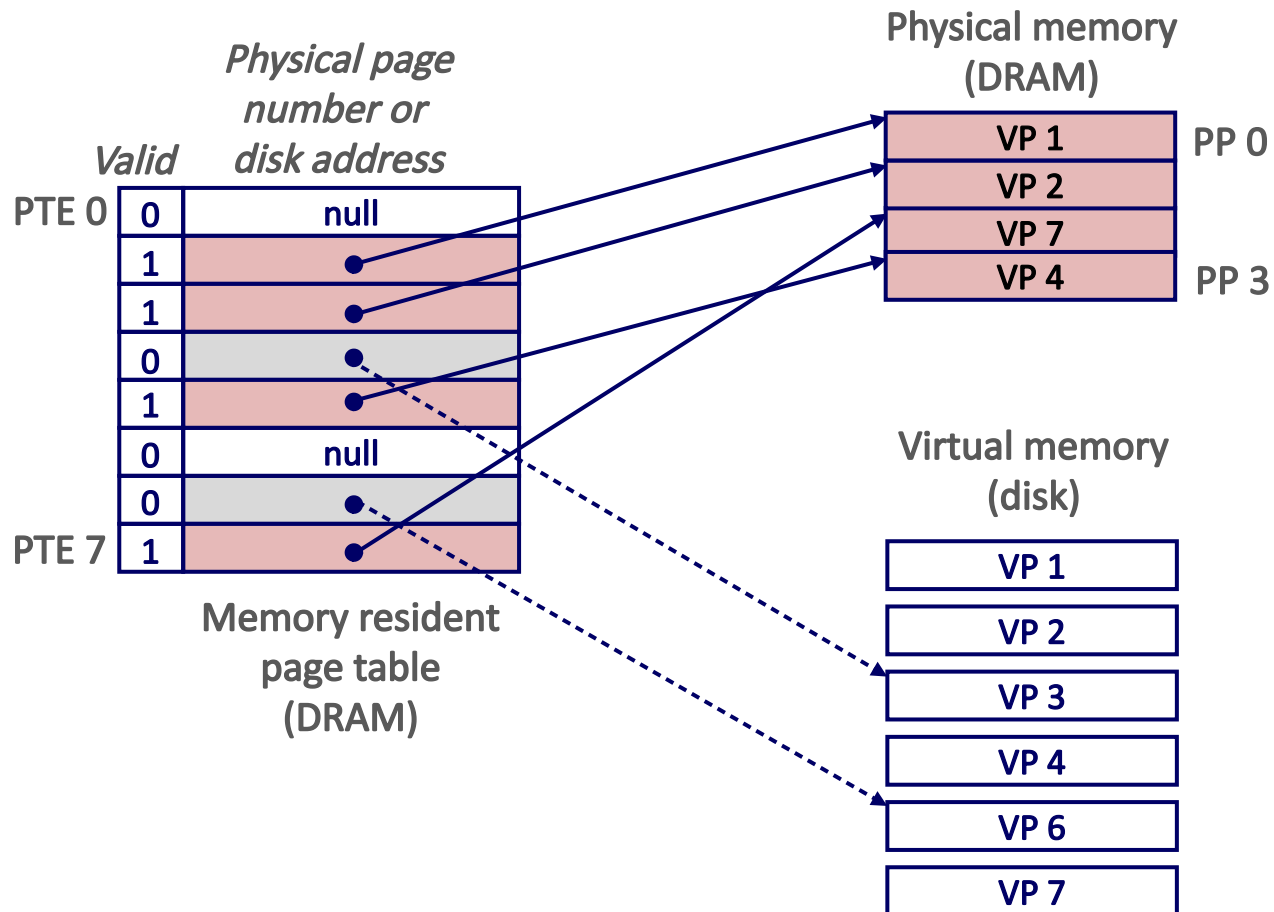 Physical page
number or
disk address
Valid
PTE 0
0
null
1
1
0
1
0
null
0
PTE 7
1
Memory resident
page table
(DRAM)
Physical memory
(DRAM)
VP 1
PP 0
VP 2
VP 7
VP 4
PP 3
Virtual memory
(disk)
VP 1
VP 2
VP 3
VP 4
VP 6
VP 7